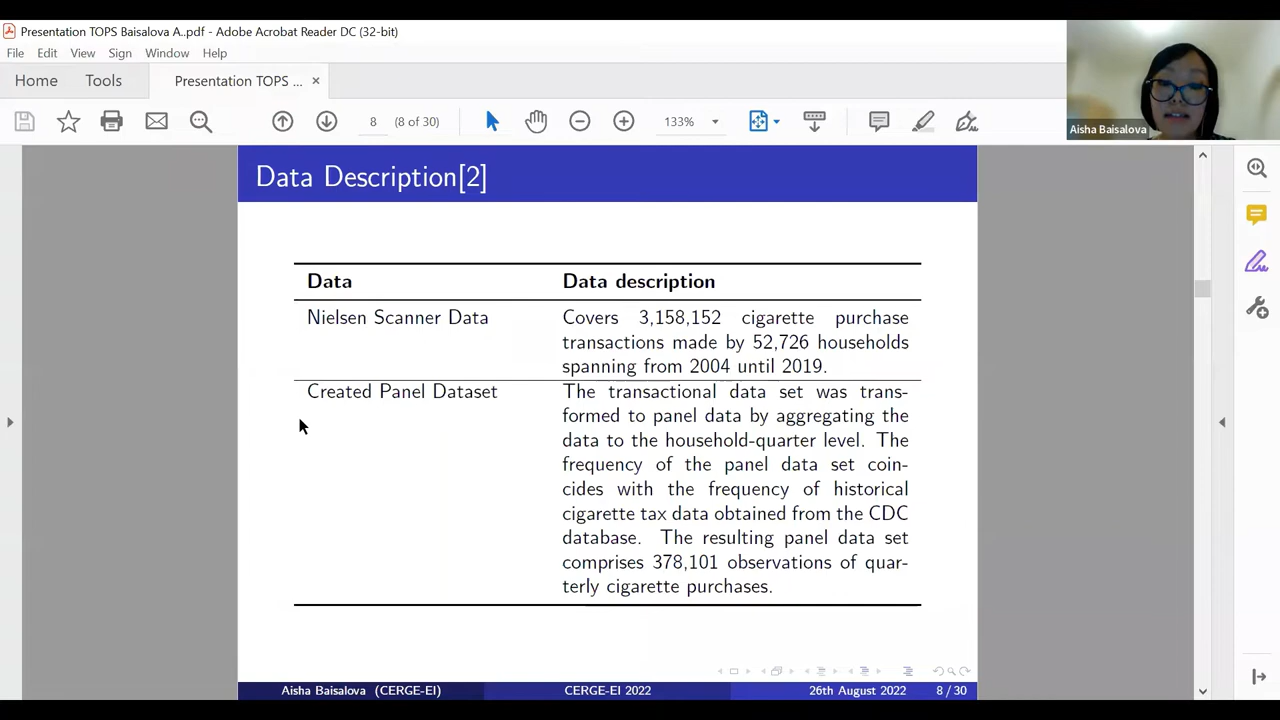 Presentation TOPS Baisalova A..pdf - Adobe Acrobat Reader DC (32-bit)
File Edit View Sign Window Help
Home Tools Presentation TOPS ... ×
8 (8 of 30) 133%
Aisha Baisalova
Data Description[2]
Data Data description
Nielsen Scanner Data Covers 3,158,152 cigarette purchase
transactions made by 52,726 households
spanning from 2004 until 2019.
Created Panel Dataset The transactional data set was trans-
formed to panel data by aggregating the
data to the household-quarter level. The
frequency of the panel data set coin-
cides with the frequency of historical
cigarette tax data obtained from the CDC
database. The resulting panel data set
comprises 378,101 observations of quar-
terly cigarette purchases.
Aisha Baisalova (CERGE-EI) CERGE-EI 2022 26th August 2022 8 / 30